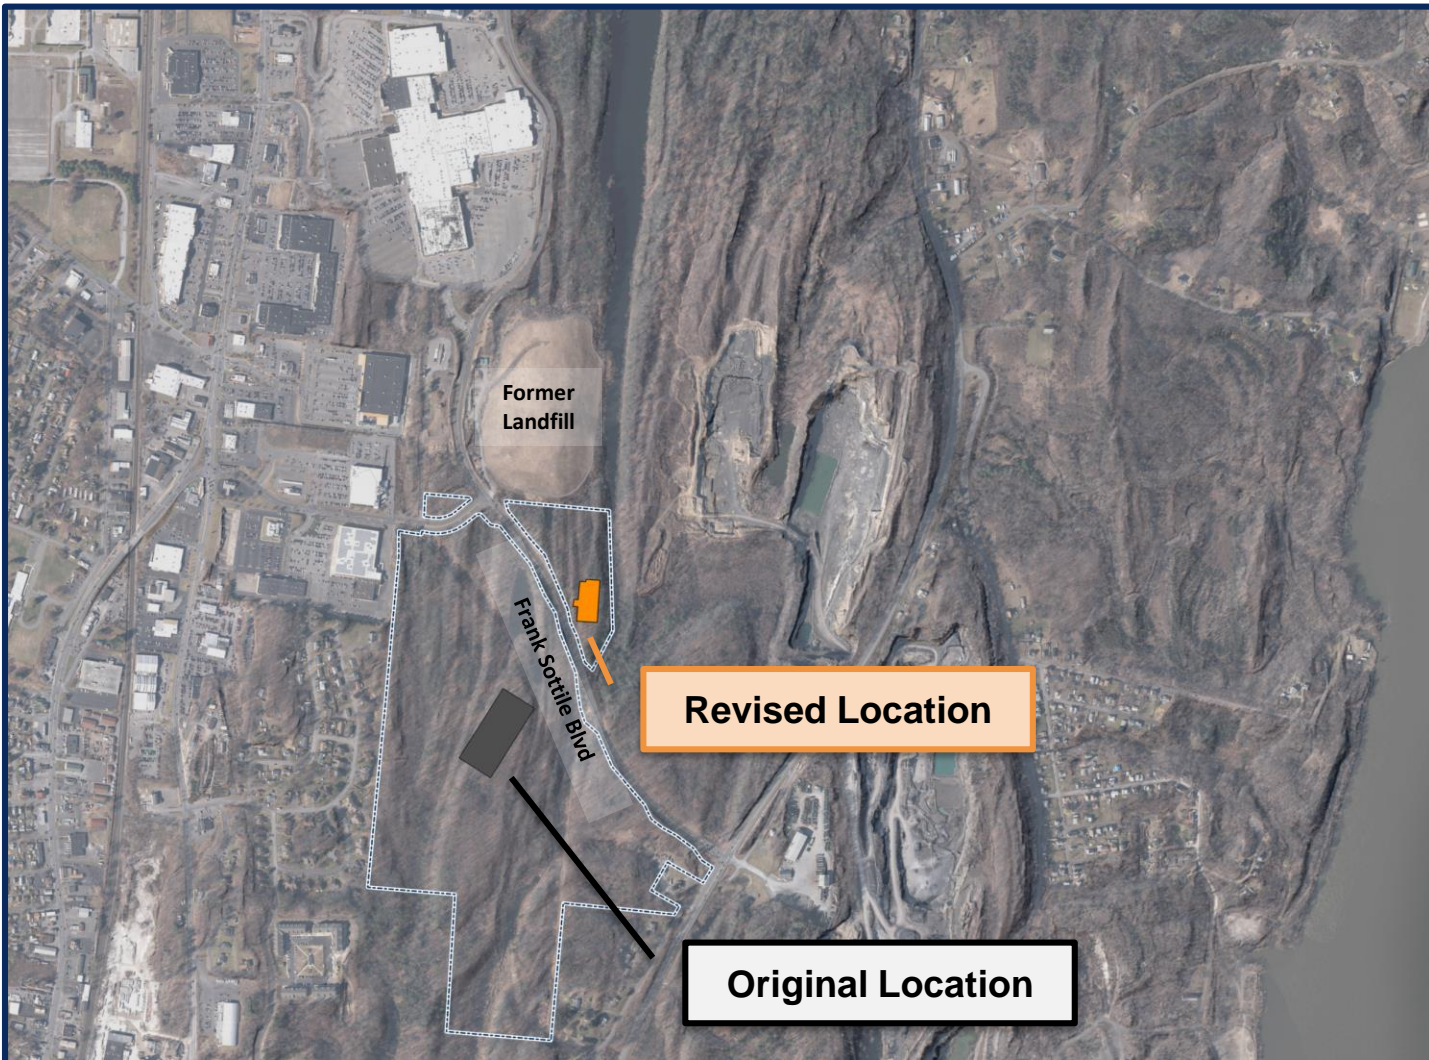 Former
Landfill
Frank Sottile Blvd
Revised Location
Original Location